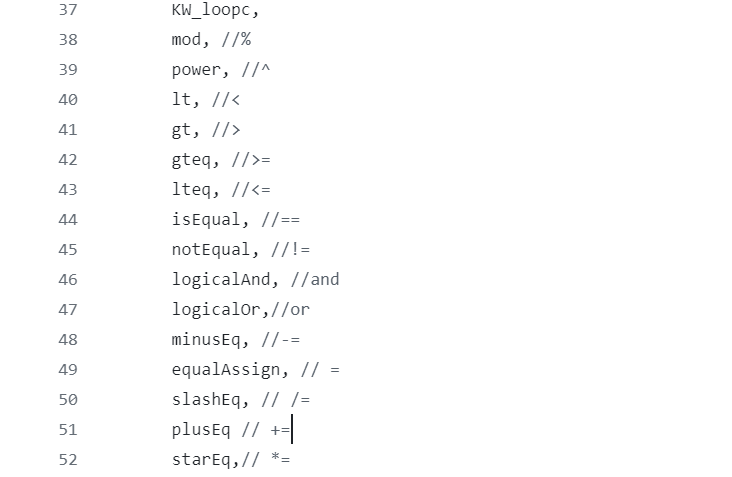 37 KW_loopc,
38 mod, //%
39 power, //^
40 lt, //<
41 gt, //>
42 gteq, //>=
43 lteq, //<=
44 isEqual, //==
45 notEqual, //!=
46 logicalAnd, //and
47 logicalOr,//or
48 minusEq, //-=
49 equalAssign, // =
50 slashEq, // /=
51 plusEq // +=
52 starEq,// *=